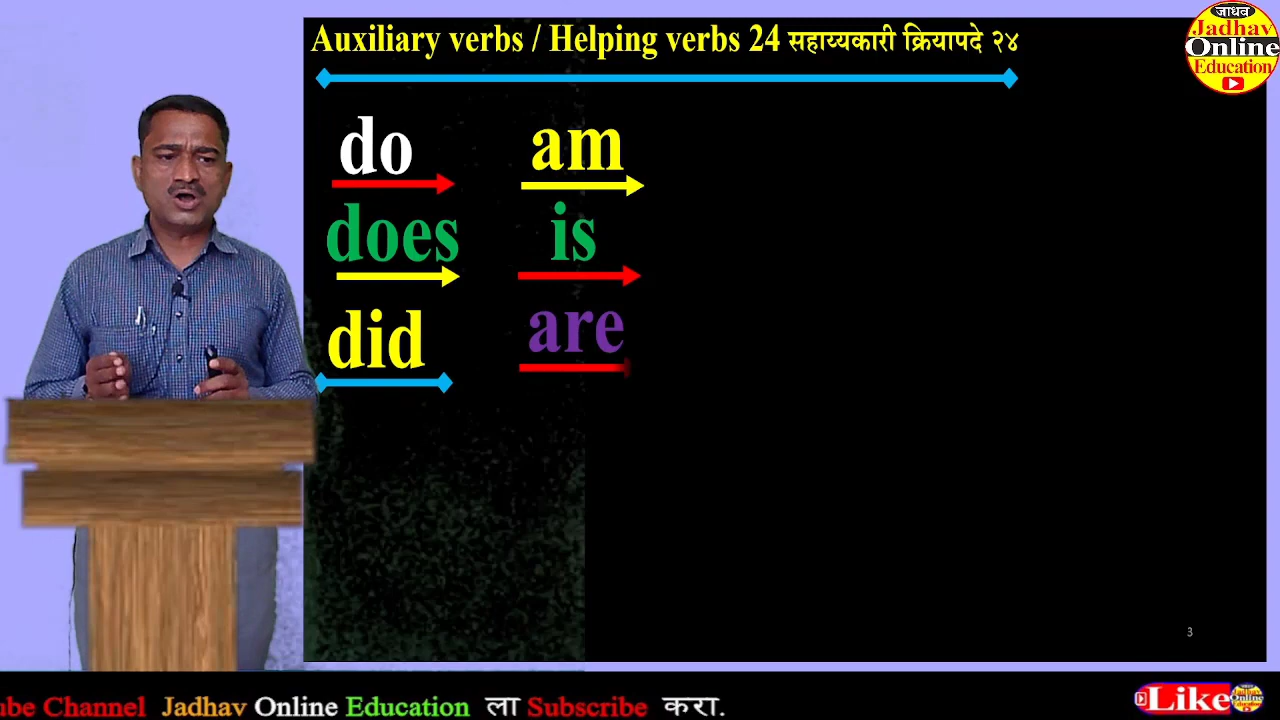 Auxiliary verbs / Helping verbs 24 सहाय्यकारी क्रियापदे २४
जाधव
Jadhav
Online
Education
do am
does is
did are
3
ube Channel Jadhav Online Education ला Subscribe करा.
Like